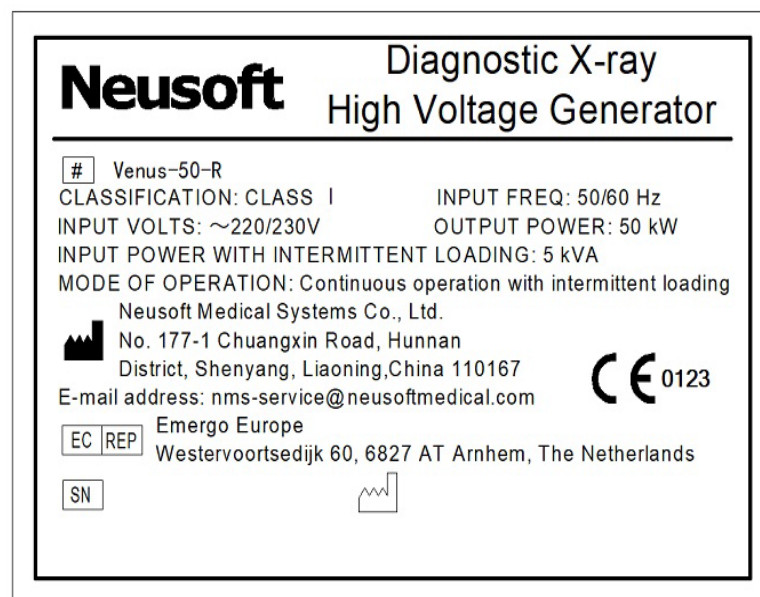 Neusoft
Diagnostic X-ray
High Voltage Generator
# Venus-50-R
CLASSIFICATION: CLASS I
INPUT FREQ: 50/60 Hz
INPUT VOLTS: ～220/230V
OUTPUT POWER: 50 kW
INPUT POWER WITH INTERMITTENT LOADING: 5 kVA
MODE OF OPERATION: Continuous operation with intermittent loading
Neusoft Medical Systems Co., Ltd.
No. 177-1 Chuangxin Road, Hunnan
District, Shenyang, Liaoning,China 110167
CE 0123
E-mail address: nms-service@neusoftmedical.com
EC REP
Emergo Europe
Westervoortsedijk 60, 6827 AT Arnhem, The Netherlands
SN